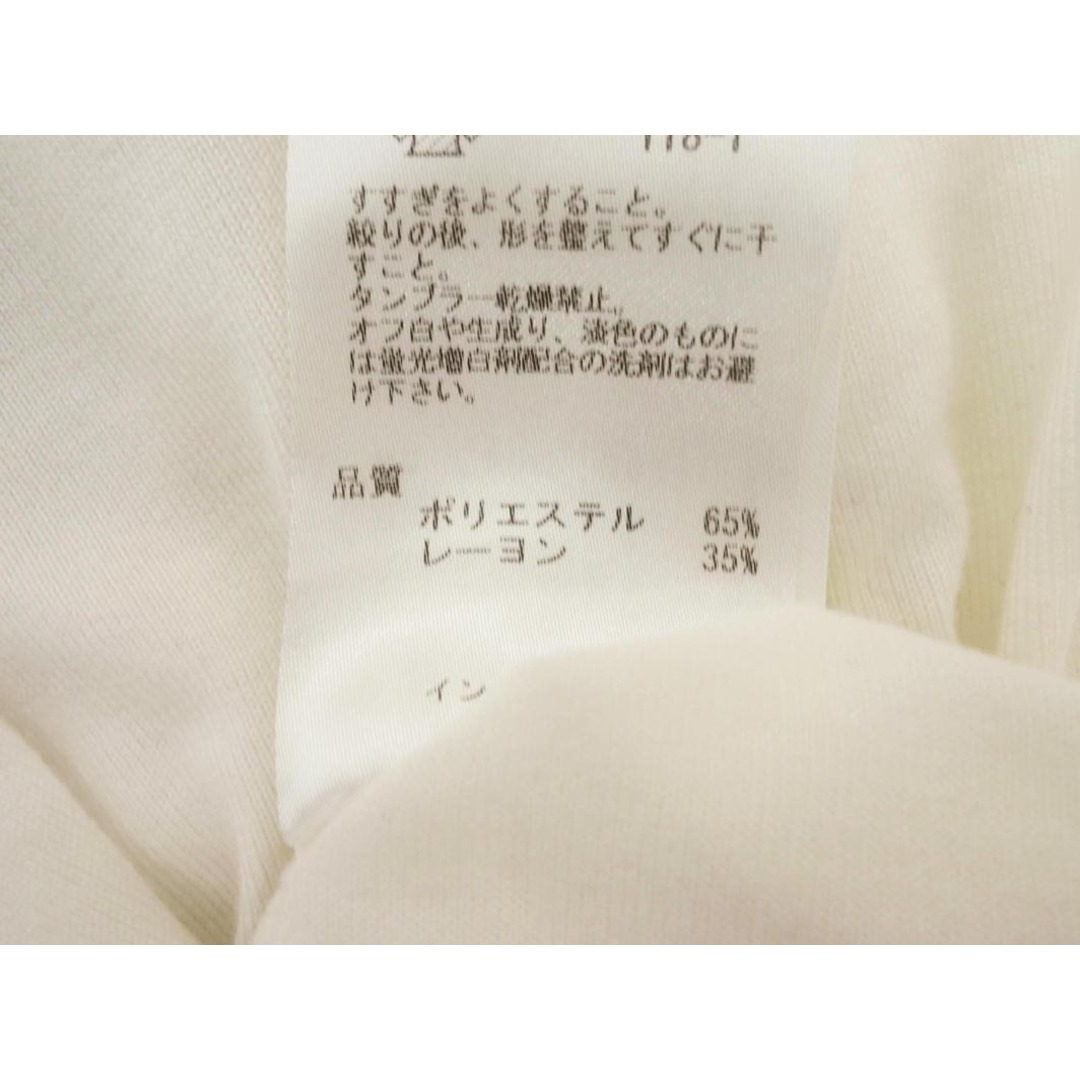 すすぎをよくすること。
絞りの後、形を整えてすぐに干
すこと。
タンブラー乾燥禁止。
オフ白や生成り、淡色のものに
は蛍光増白剤配合の洗剤はお避
け下さい。
品質
ポリエステル 65%
レーヨン 35%
イン